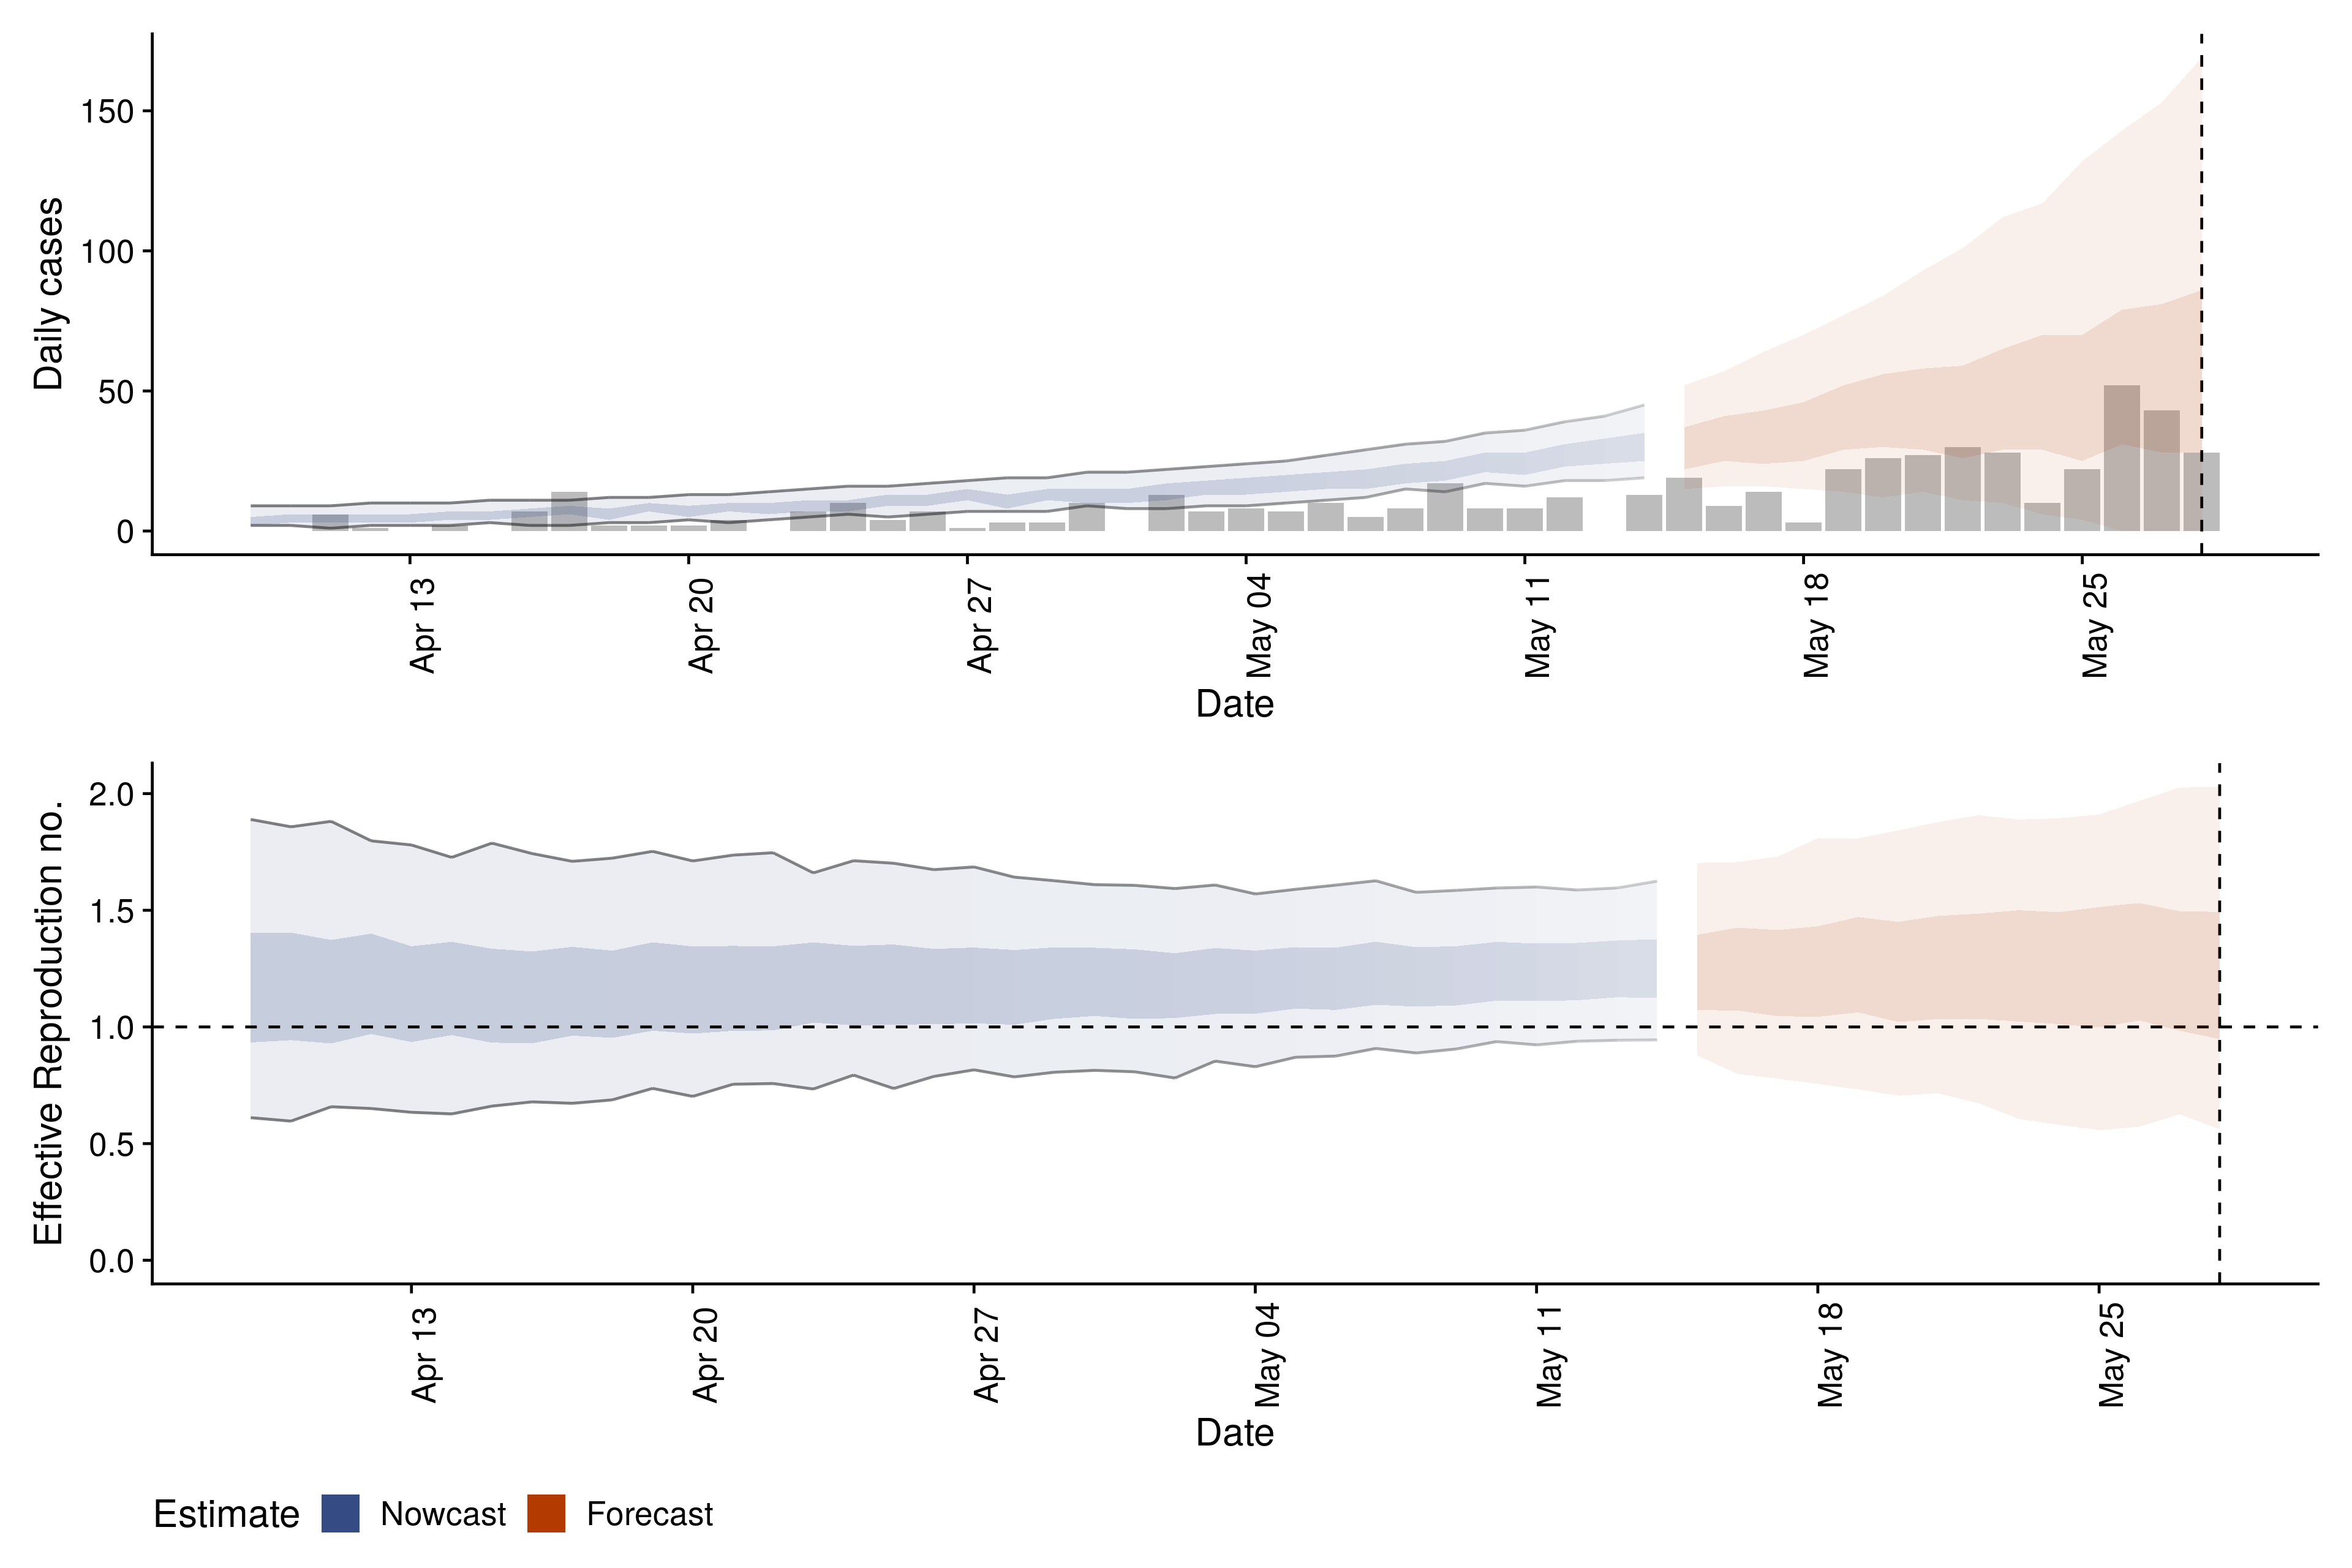 150
100
50
0
Daily cases
Apr 13
Apr 20
Apr 27
May 04
May 11
May 18
May 25
Date
2.0
1.5
1.0
0.5
0.0
Effective Reproduction no.
Apr 13
Apr 20
Apr 27
May 04
May 11
May 18
May 25
Date
Estimate Nowcast Forecast